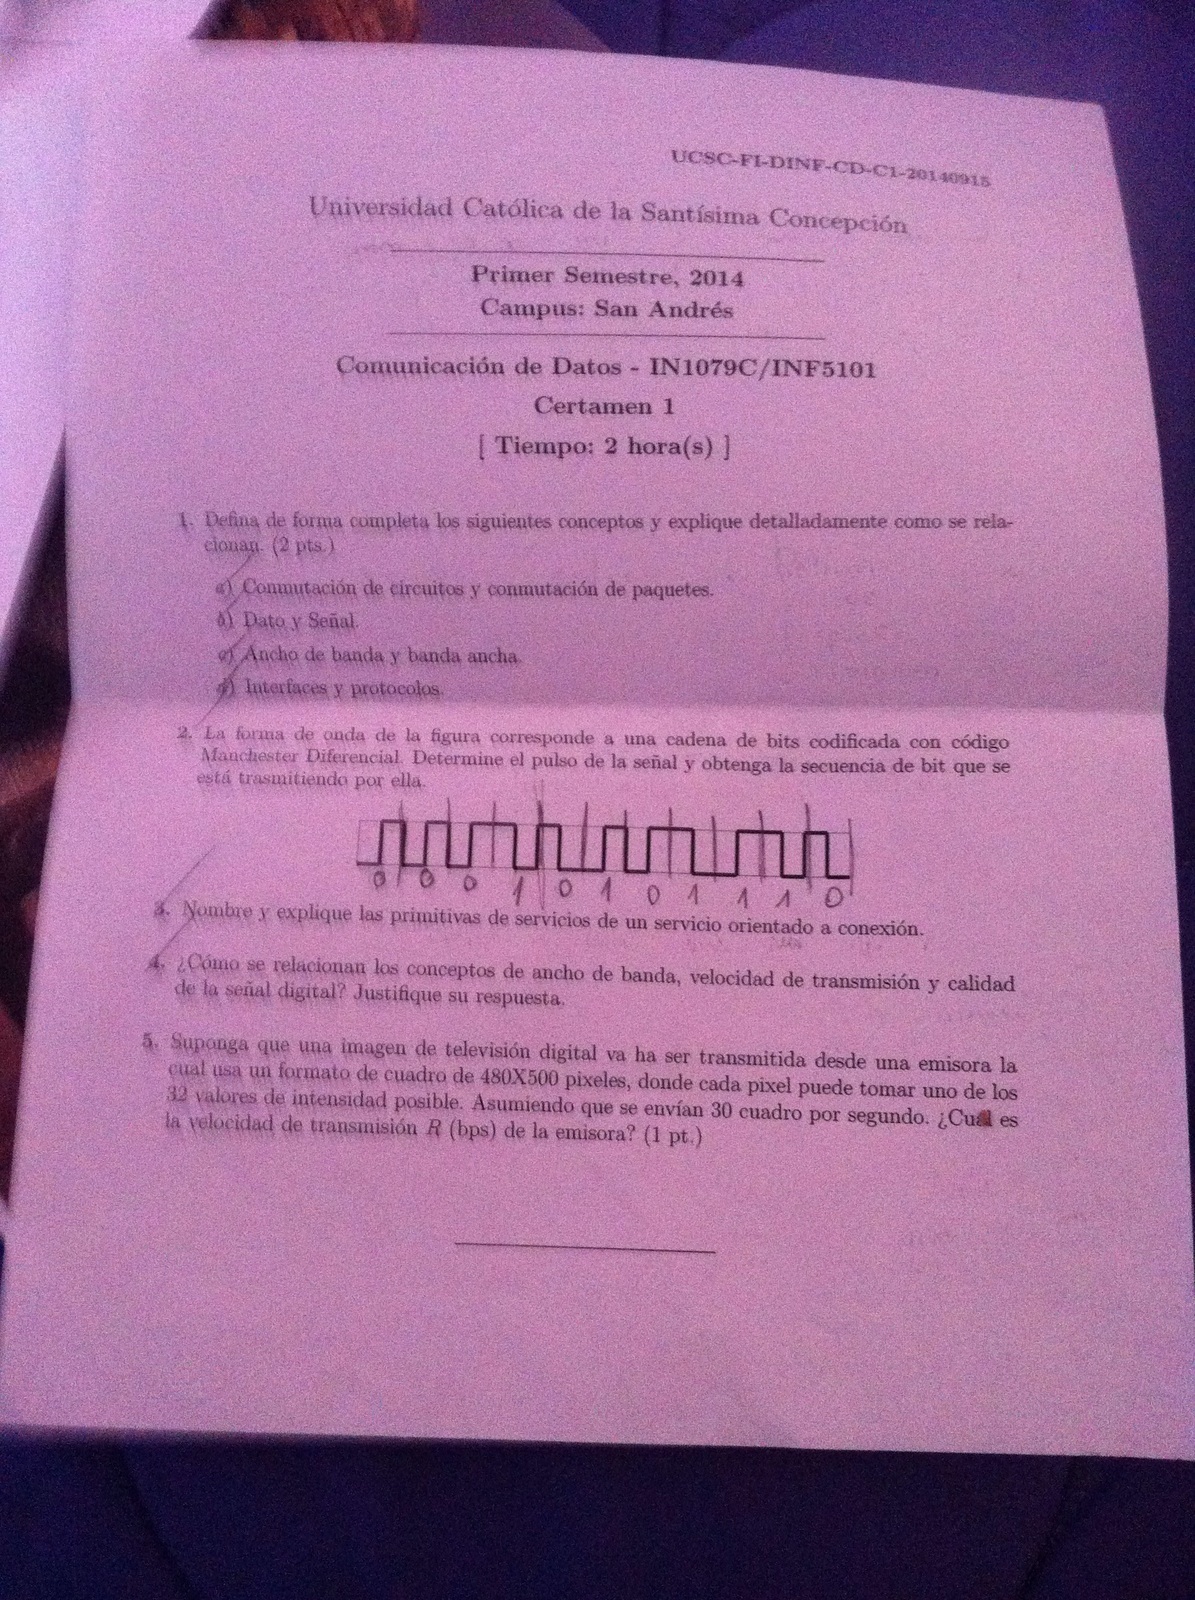 UCSC-FI-DINF-CD-C1-20140915
Universidad Católica de la Santísima Concepción
Primer Semestre, 2014
Campus: San Andrés
Comunicación de Datos - IN1079C/INF5101
Certamen 1
[ Tiempo: 2 hora(s) ]
1. Defina de forma completa los siguientes conceptos y explique detalladamente como se rela-
cionan. (2 pts.)
a) Conmutación de circuitos y conmutación de paquetes.
b) Dato y Señal.
c) Ancho de banda y banda ancha.
d) Interfaces y protocolos.
2. La forma de onda de la figura corresponde a una cadena de bits codificada con código
Manchester Diferencial. Determine el pulso de la señal y obtenga la secuencia de bit que se
está trasmitiendo por ella.
0 0 0 1 0 1 0 1 1 1 0
3. Nombre y explique las primitivas de servicios de un servicio orientado a conexión.
4. ¿Cómo se relacionan los conceptos de ancho de banda, velocidad de transmisión y calidad
de la señal digital? Justifique su respuesta.
5. Suponga que una imagen de televisión digital va ha ser transmitida desde una emisora la
cual usa un formato de cuadro de 480X500 pixeles, donde cada pixel puede tomar uno de los
32 valores de intensidad posible. Asumiendo que se envían 30 cuadro por segundo. ¿Cual es
la velocidad de transmisión R (bps) de la emisora? (1 pt.)